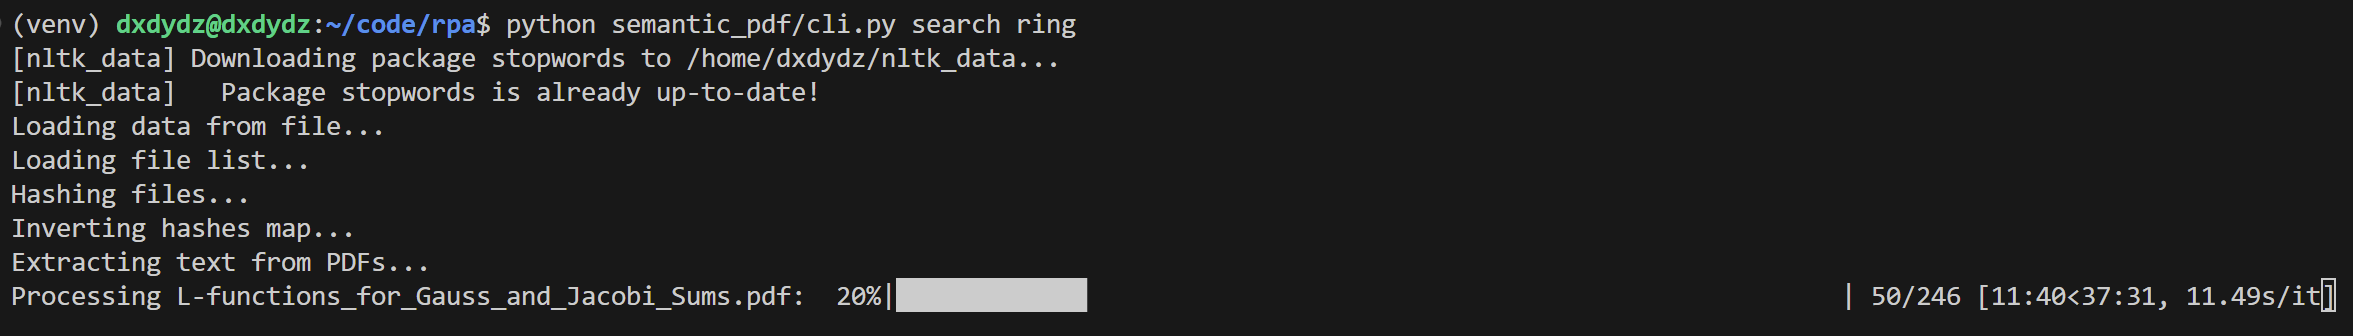 (venv) dxdydz@dxdydz:~/code/rpa$ python semantic_pdf/cli.py search ring
[nltk_data] Downloading package stopwords to /home/dxdydz/nltk_data...
[nltk_data]   Package stopwords is already up-to-date!
Loading data from file...
Loading file list...
Hashing files...
Inverting hashes map...
Extracting text from PDFs...
Processing L-functions_for_Gauss_and_Jacobi_Sums.pdf:  20%|█████████████ | 50/246 [11:40<37:31, 11.49s/it]